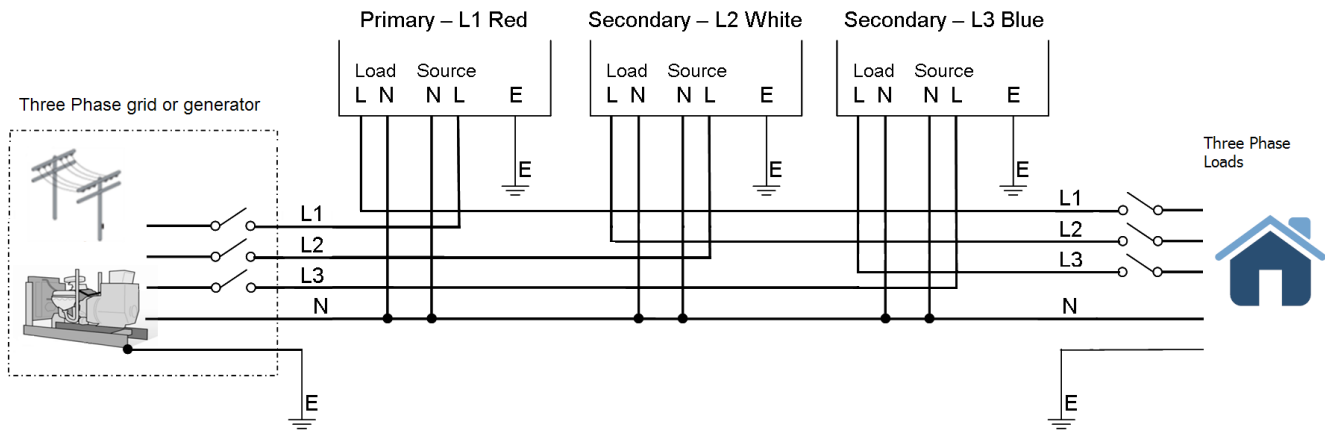 Primary – L1 Red
Secondary – L2 White
Secondary – L3 Blue
Load Source
Load Source
Load Source
L N N L E
L N N L E
L N N L E
Three Phase grid or generator
Three Phase
Loads
E
E
E
L1
L1
L2
L2
L3
L3
N
N
E
E